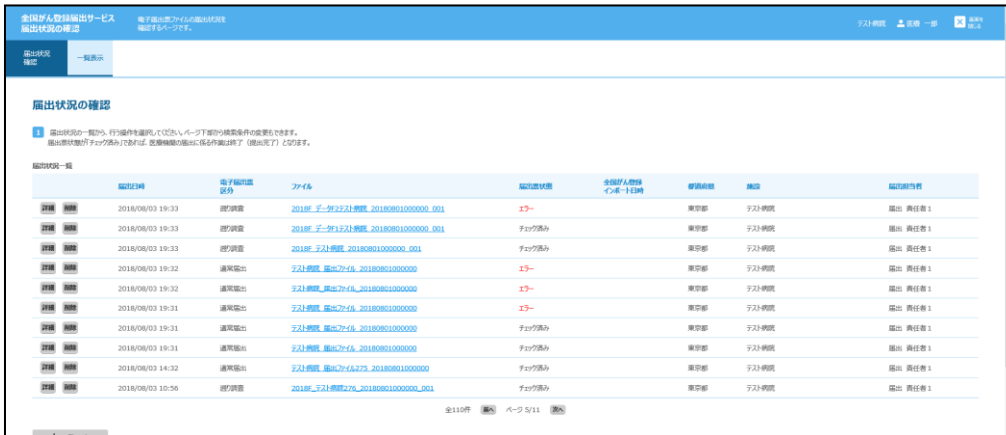 全国がん登録届出サービス
届出状況の確認
電子届出票ファイルの届出状況を
確認するページです。
テスト病院 医療 一郎 画面を
閉じる
届出状況
確認
一覧表示
届出状況の確認
1 届出状況の一覧から、行う操作を選択してください。ページ下部から検索条件の変更もできます。
届出票状態が「チェック済み」であれば、医療機関の届出に係る作業は終了（提出完了）となります。
届出状況一覧
届出日時 電子届出票
区分 ファイル 届出票状態 全国がん登録
インポート日時 都道府県 施設 届出担当者
詳細 削除 2018/08/03 19:33 遡り調査 2018F_データF2テスト病院_20180801000000_001 エラー 東京都 テスト病院 届出 責任者1
詳細 削除 2018/08/03 19:33 遡り調査 2018F_データF1テスト病院_20180801000000_001 チェック済み 東京都 テスト病院 届出 責任者1
詳細 削除 2018/08/03 19:33 遡り調査 2018F_テスト病院_20180801000000_001 チェック済み 東京都 テスト病院 届出 責任者1
詳細 削除 2018/08/03 19:32 通常届出 テスト病院_届出ファイル_20180801000000 エラー 東京都 テスト病院 届出 責任者1
詳細 削除 2018/08/03 19:32 通常届出 テスト病院_届出ファイル_20180801000000 エラー 東京都 テスト病院 届出 責任者1
詳細 削除 2018/08/03 19:31 通常届出 テスト病院_届出ファイル_20180801000000 エラー 東京都 テスト病院 届出 責任者1
詳細 削除 2018/08/03 19:31 通常届出 テスト病院_届出ファイル_20180801000000 チェック済み 東京都 テスト病院 届出 責任者1
詳細 削除 2018/08/03 19:31 通常届出 テスト病院_届出ファイル_20180801000000 チェック済み 東京都 テスト病院 届出 責任者1
詳細 削除 2018/08/03 14:32 通常届出 テスト病院_届出ファイル275_20180801000000 チェック済み 東京都 テスト病院 届出 責任者1
詳細 削除 2018/08/03 10:56 遡り調査 2018F_テスト病院276_20180801000000_001 チェック済み 東京都 テスト病院 届出 責任者1
全110件 前へ ページ 5/11 次へ